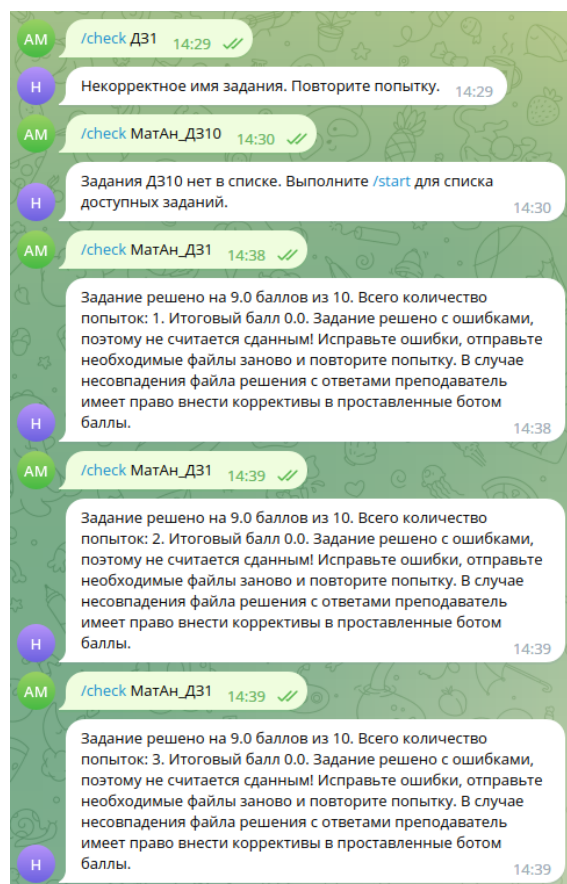 АМ
/check ДЗ1 14:29
Н
Некорректное имя задания. Повторите попытку. 14:29
АМ
/check МатАн_ДЗ10 14:30
Задания ДЗ10 нет в списке. Выполните /start для списка
доступных заданий.
Н
14:30
АМ
/check МатАн_ДЗ1 14:38
Задание решено на 9.0 баллов из 10. Всего количество
попыток: 1. Итоговый балл 0.0. Задание решено с ошибками,
поэтому не считается сданным! Исправьте ошибки, отправьте
необходимые файлы заново и повторите попытку. В случае
несовпадения файла решения с ответами преподаватель
имеет право внести коррективы в проставленные ботом
баллы.
Н
14:38
АМ
/check МатАн_ДЗ1 14:39
Задание решено на 9.0 баллов из 10. Всего количество
попыток: 2. Итоговый балл 0.0. Задание решено с ошибками,
поэтому не считается сданным! Исправьте ошибки, отправьте
необходимые файлы заново и повторите попытку. В случае
несовпадения файла решения с ответами преподаватель
имеет право внести коррективы в проставленные ботом
баллы.
Н
14:39
АМ
/check МатАн_ДЗ1 14:39
Задание решено на 9.0 баллов из 10. Всего количество
попыток: 3. Итоговый балл 0.0. Задание решено с ошибками,
поэтому не считается сданным! Исправьте ошибки, отправьте
необходимые файлы заново и повторите попытку. В случае
несовпадения файла решения с ответами преподаватель
имеет право внести коррективы в проставленные ботом
баллы.
Н
14:39